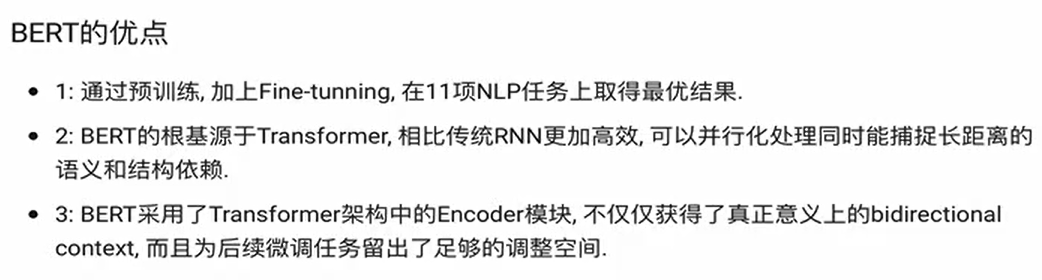 BERT的优点
• 1: 通过预训练, 加上Fine-tunning, 在11项NLP任务上取得最优结果.
• 2: BERT的根基源于Transformer, 相比传统RNN更加高效, 可以并行化处理同时能捕捉长距离的
语义和结构依赖.
• 3: BERT采用了Transformer架构中的Encoder模块, 不仅仅获得了真正意义上的bidirectional
context, 而且为后续微调任务留出了足够的调整空间.